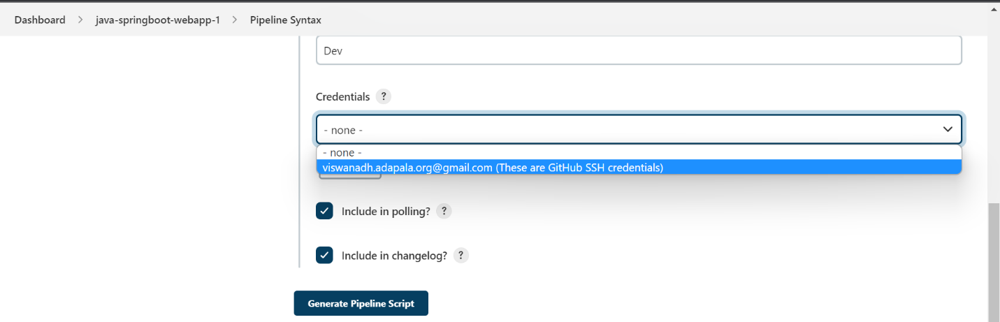 Dashboard > java-springboot-webapp-1 > Pipeline Syntax
Dev
Credentials ?
- none -
- none -
viswanadh.adapala.org@gmail.com (These are GitHub SSH credentials)
Include in polling? ?
Include in changelog? ?
Generate Pipeline Script